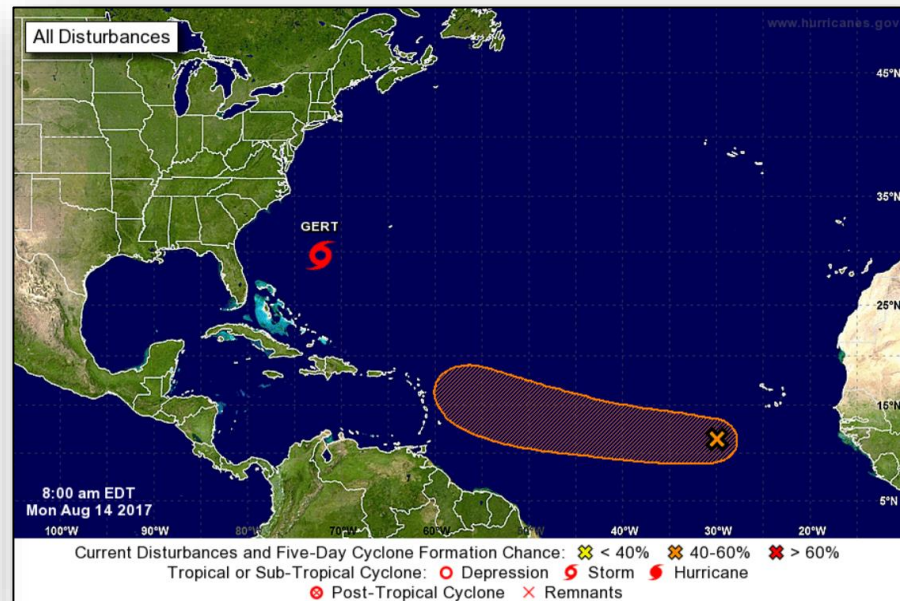 www.hurricanes.gov
All Disturbances
45°N
GERT
35°N
25°N
15°N
5°N
8:00 am EDT
Mon Aug 14 2017
100°W 90°W 80°W 70°W 60°W 50°W 40°W 30°W 20°W
Current Disturbances and Five-Day Cyclone Formation Chance: < 40% 40-60% > 60%
Tropical or Sub-Tropical Cyclone: Depression Storm Hurricane
Post-Tropical Cyclone Remnants